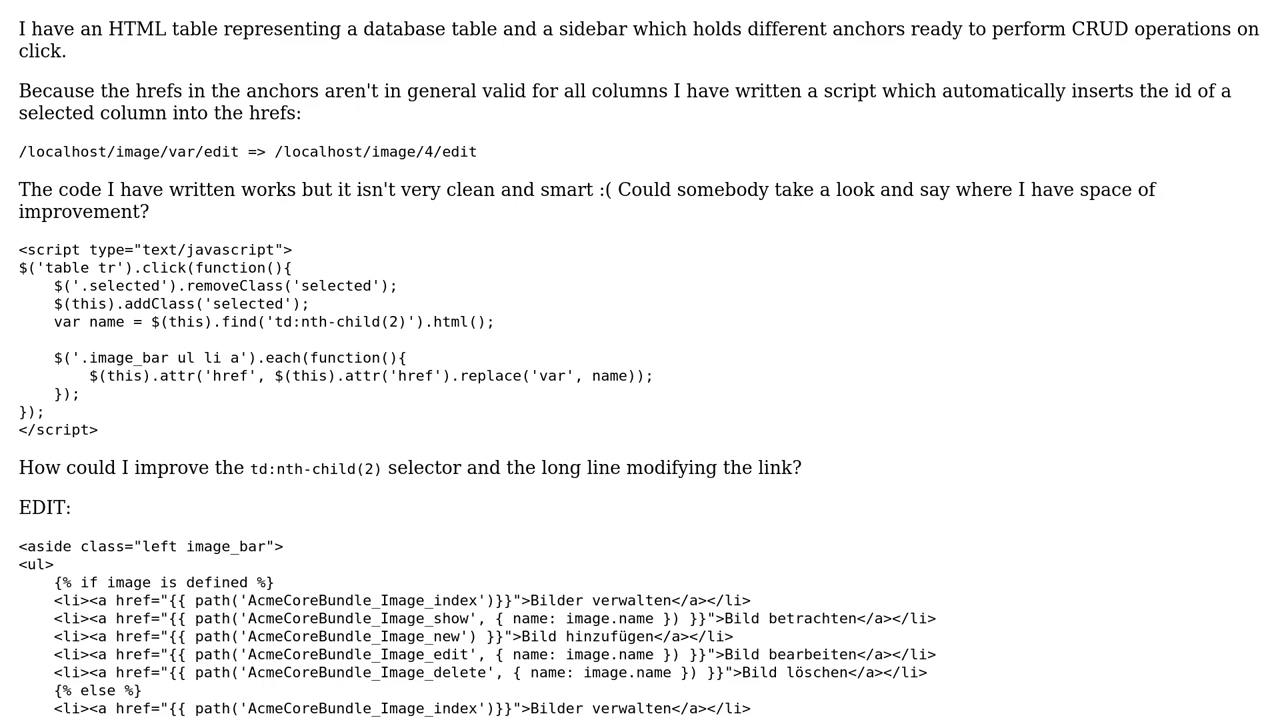 I have an HTML table representing a database table and a sidebar which holds different anchors ready to perform CRUD operations on
click.
Because the hrefs in the anchors aren't in general valid for all columns I have written a script which automatically inserts the id of a
selected column into the hrefs:
/localhost/image/var/edit => /localhost/image/4/edit
The code I have written works but it isn't very clean and smart :( Could somebody take a look and say where I have space of
improvement?
<script type="text/javascript">
$('table tr').click(function(){
    $('.selected').removeClass('selected');
    $(this).addClass('selected');
    var name = $(this).find('td:nth-child(2)').html();
    $('.image_bar ul li a').each(function(){
        $(this).attr('href', $(this).attr('href').replace('var', name));
    });
});
</script>
How could I improve the td:nth-child(2) selector and the long line modifying the link?
EDIT:
<aside class="left image_bar">
<ul>
    {% if image is defined %}
    <li><a href="{{ path('AcmeCoreBundle_Image_index')}}">Bilder verwalten</a></li>
    <li><a href="{{ path('AcmeCoreBundle_Image_show', { name: image.name }) }}">Bild betrachten</a></li>
    <li><a href="{{ path('AcmeCoreBundle_Image_new') }}">Bild hinzufügen</a></li>
    <li><a href="{{ path('AcmeCoreBundle_Image_edit', { name: image.name }) }}">Bild bearbeiten</a></li>
    <li><a href="{{ path('AcmeCoreBundle_Image_delete', { name: image.name }) }}">Bild löschen</a></li>
    {% else %}
    <li><a href="{{ path('AcmeCoreBundle_Image_index')}}">Bilder verwalten</a></li>